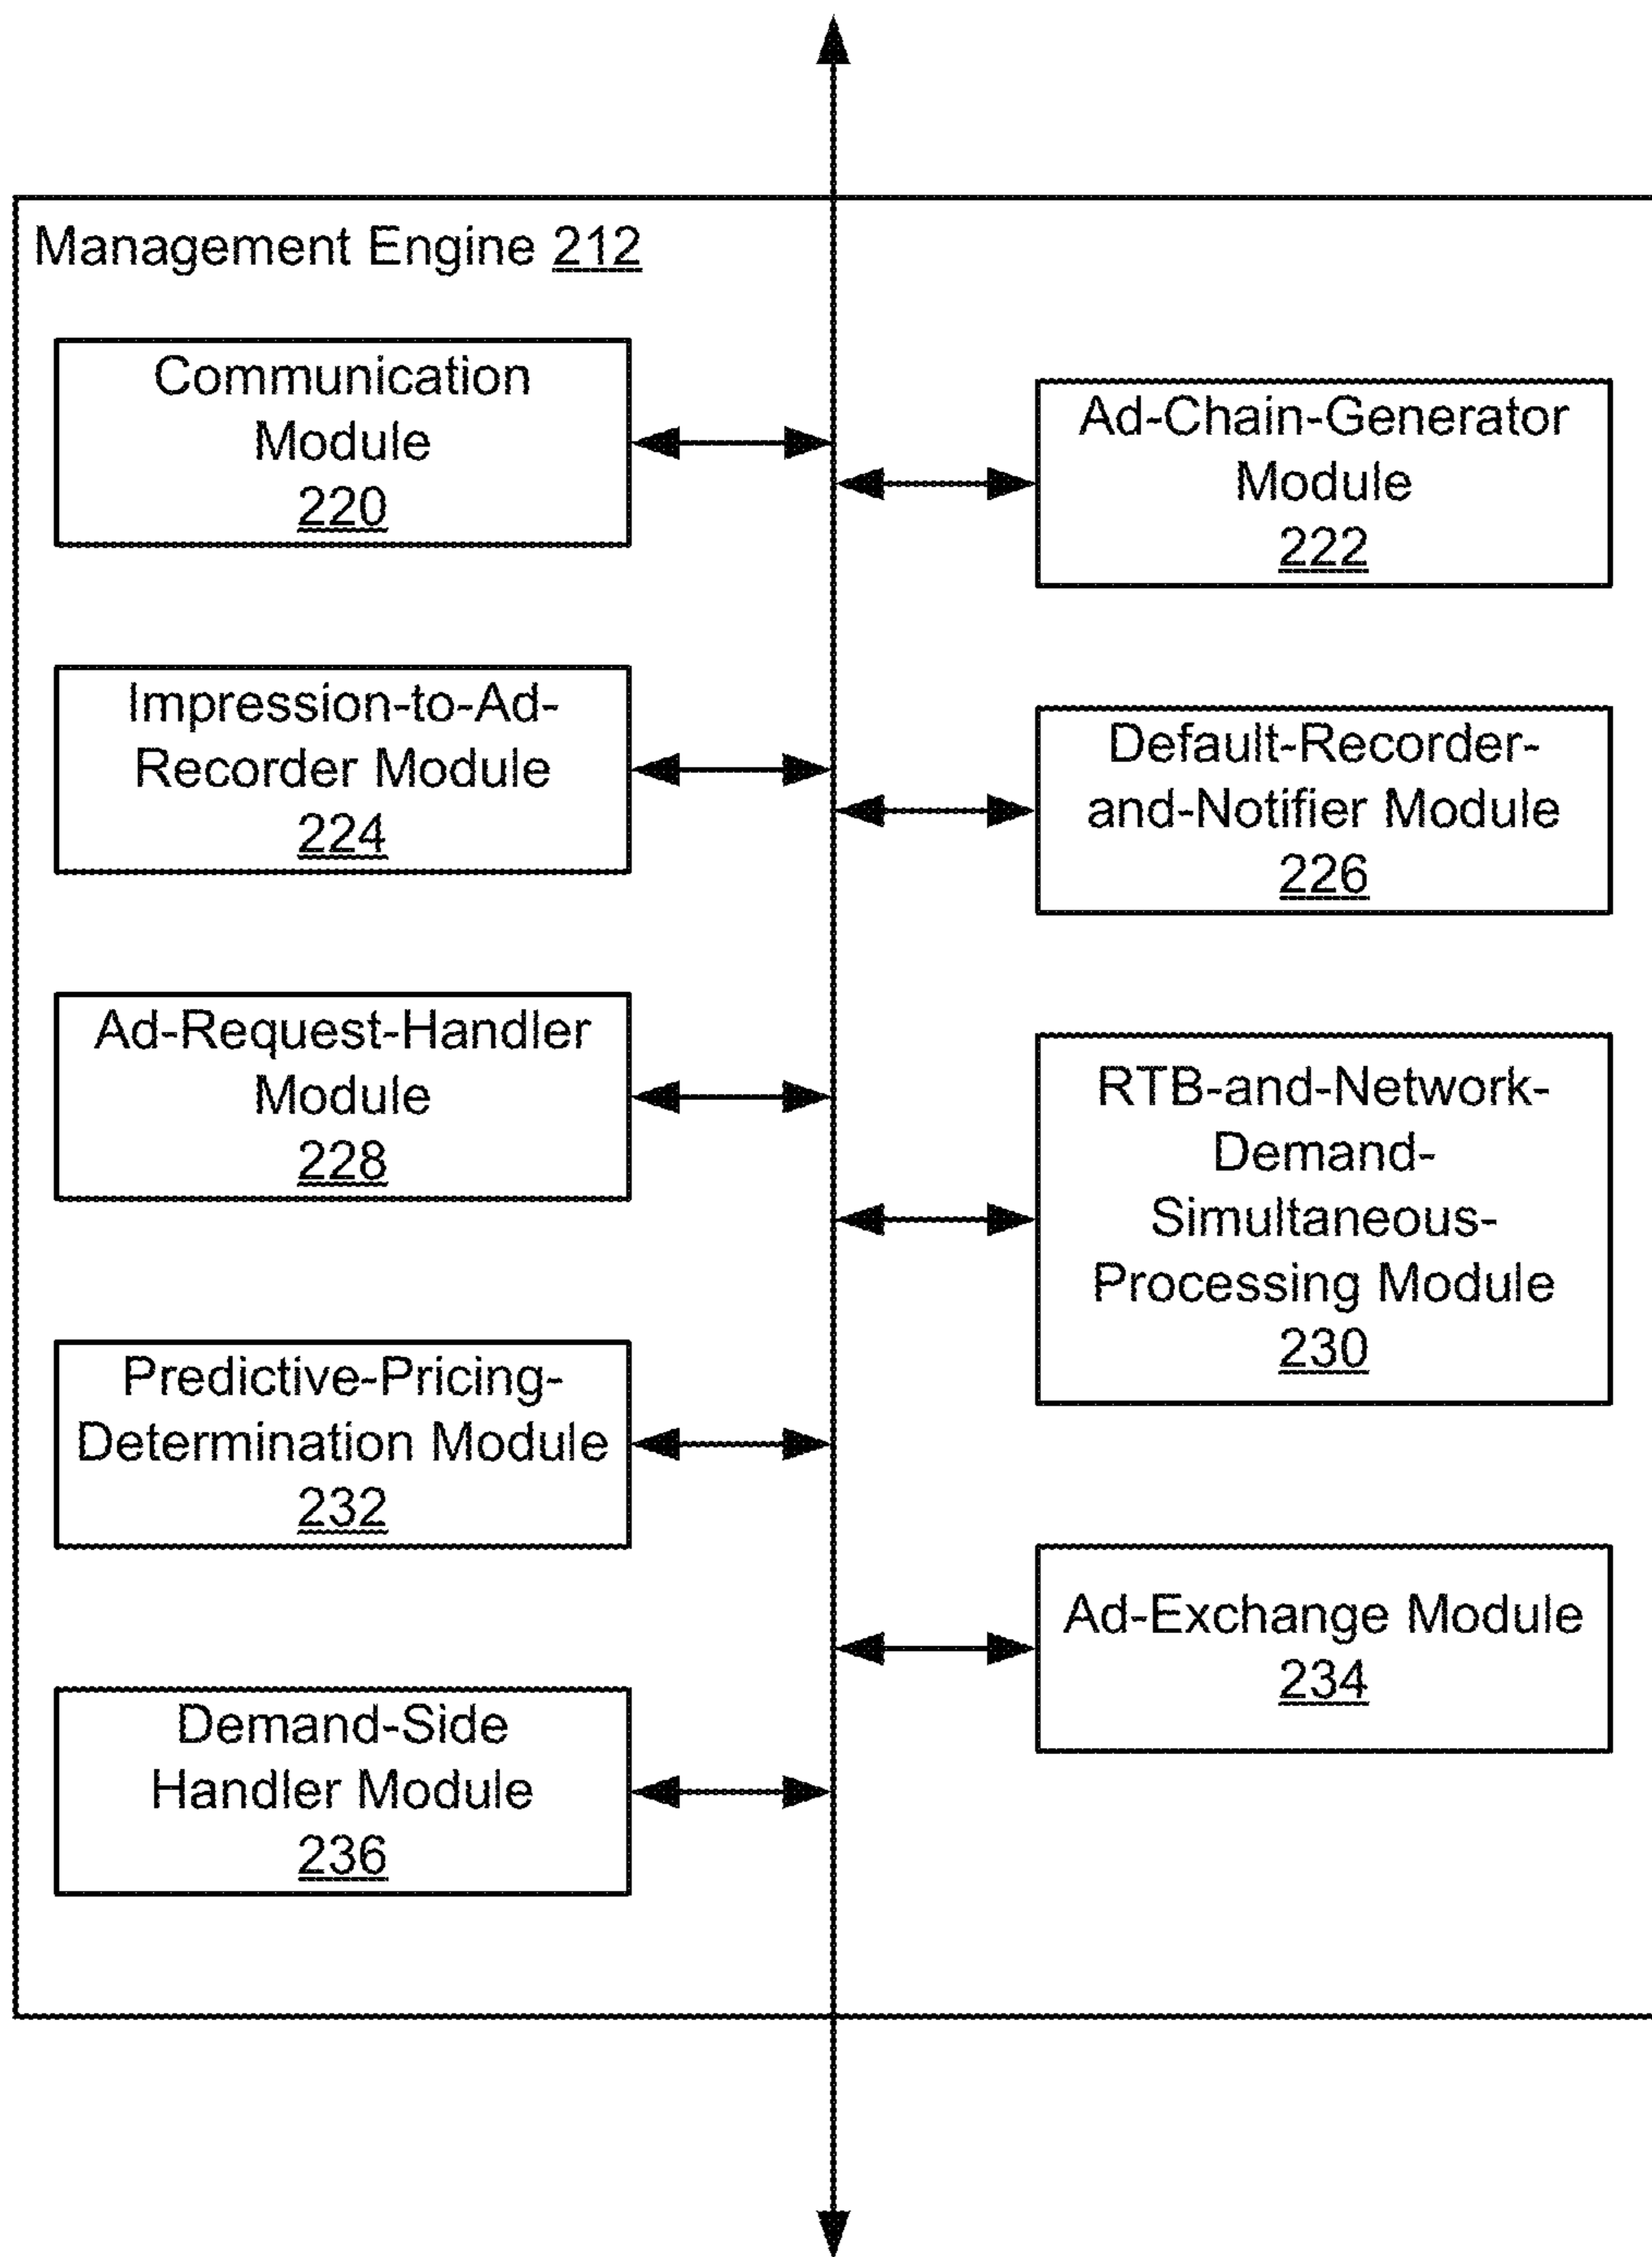 Management Engine 212
Communication
Module
220
Ad-Chain-Generator
Module
222
Impression-to-Ad-
Recorder Module
224
Default-Recorder-
and-Notifier Module
226
Ad-Request-Handler
Module
228
RTB-and-Network-
Demand-
Simultaneous-
Processing Module
230
Predictive-Pricing-
Determination Module
232
Ad-Exchange Module
234
Demand-Side
Handler Module
236